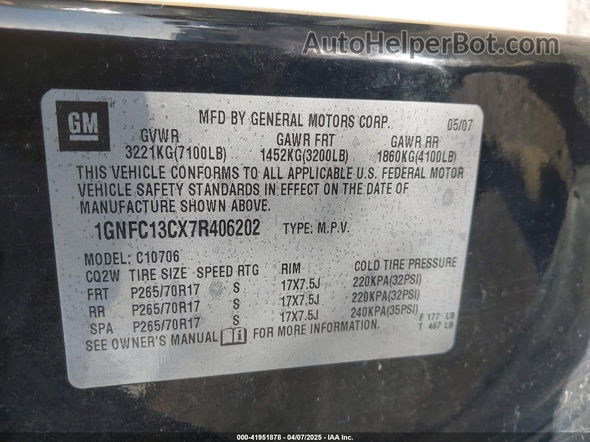 AutoHelperBot.com
GM
MFD BY GENERAL MOTORS CORP. 05/07
GVWR GAWR FRT GAWR RR
3221KG(7100LB) 1452KG(3200LB) 1860KG(4100LB)
THIS VEHICLE CONFORMS TO ALL APPLICABLE U.S. FEDERAL MOTOR
VEHICLE SAFETY STANDARDS IN EFFECT ON THE DATE OF
MANUFACTURE SHOWN ABOVE.
1GNFC13CX7R406202 TYPE: M.P.V.
MODEL: C10706
CQ2W TIRE SIZE SPEED RTG RIM COLD TIRE PRESSURE
FRT P265/70R17 S 17X7.5J 220KPA(32PSI)
RR P265/70R17 S 17X7.5J 220KPA(32PSI)
SPA P265/70R17 S 17X7.5J 240KPA(35PSI)
F 177 LB
SEE OWNER'S MANUAL FOR MORE INFORMATION. T 467 LB
000-41951878 - 04/07/2025 - IAA Inc.